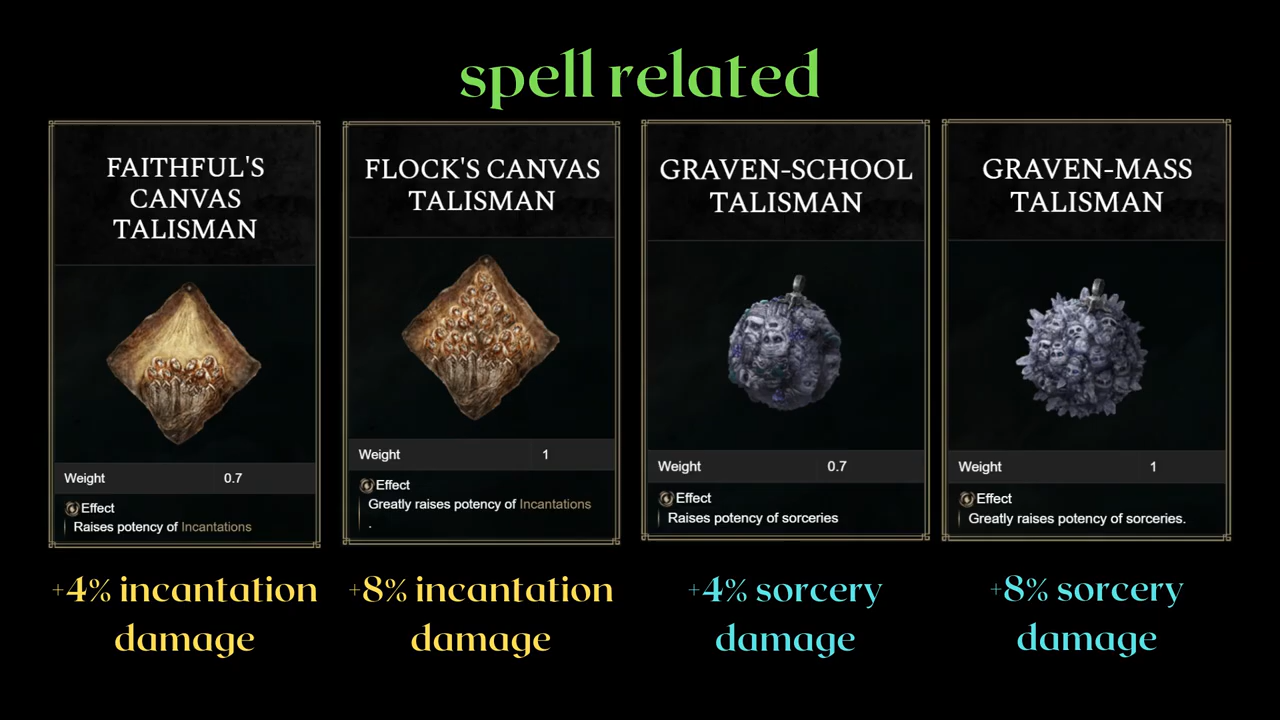 spell related
FAITHFUL'S
CANVAS
TALISMAN
Weight 0.7
Effect
Raises potency of Incantations
+4% incantation
damage
FLOCK'S CANVAS
TALISMAN
Weight 1
Effect
Greatly raises potency of Incantations
.
+8% incantation
damage
GRAVEN-SCHOOL
TALISMAN
Weight 0.7
Effect
Raises potency of sorceries
+4% sorcery
damage
GRAVEN-MASS
TALISMAN
Weight 1
Effect
Greatly raises potency of sorceries.
+8% sorcery
damage